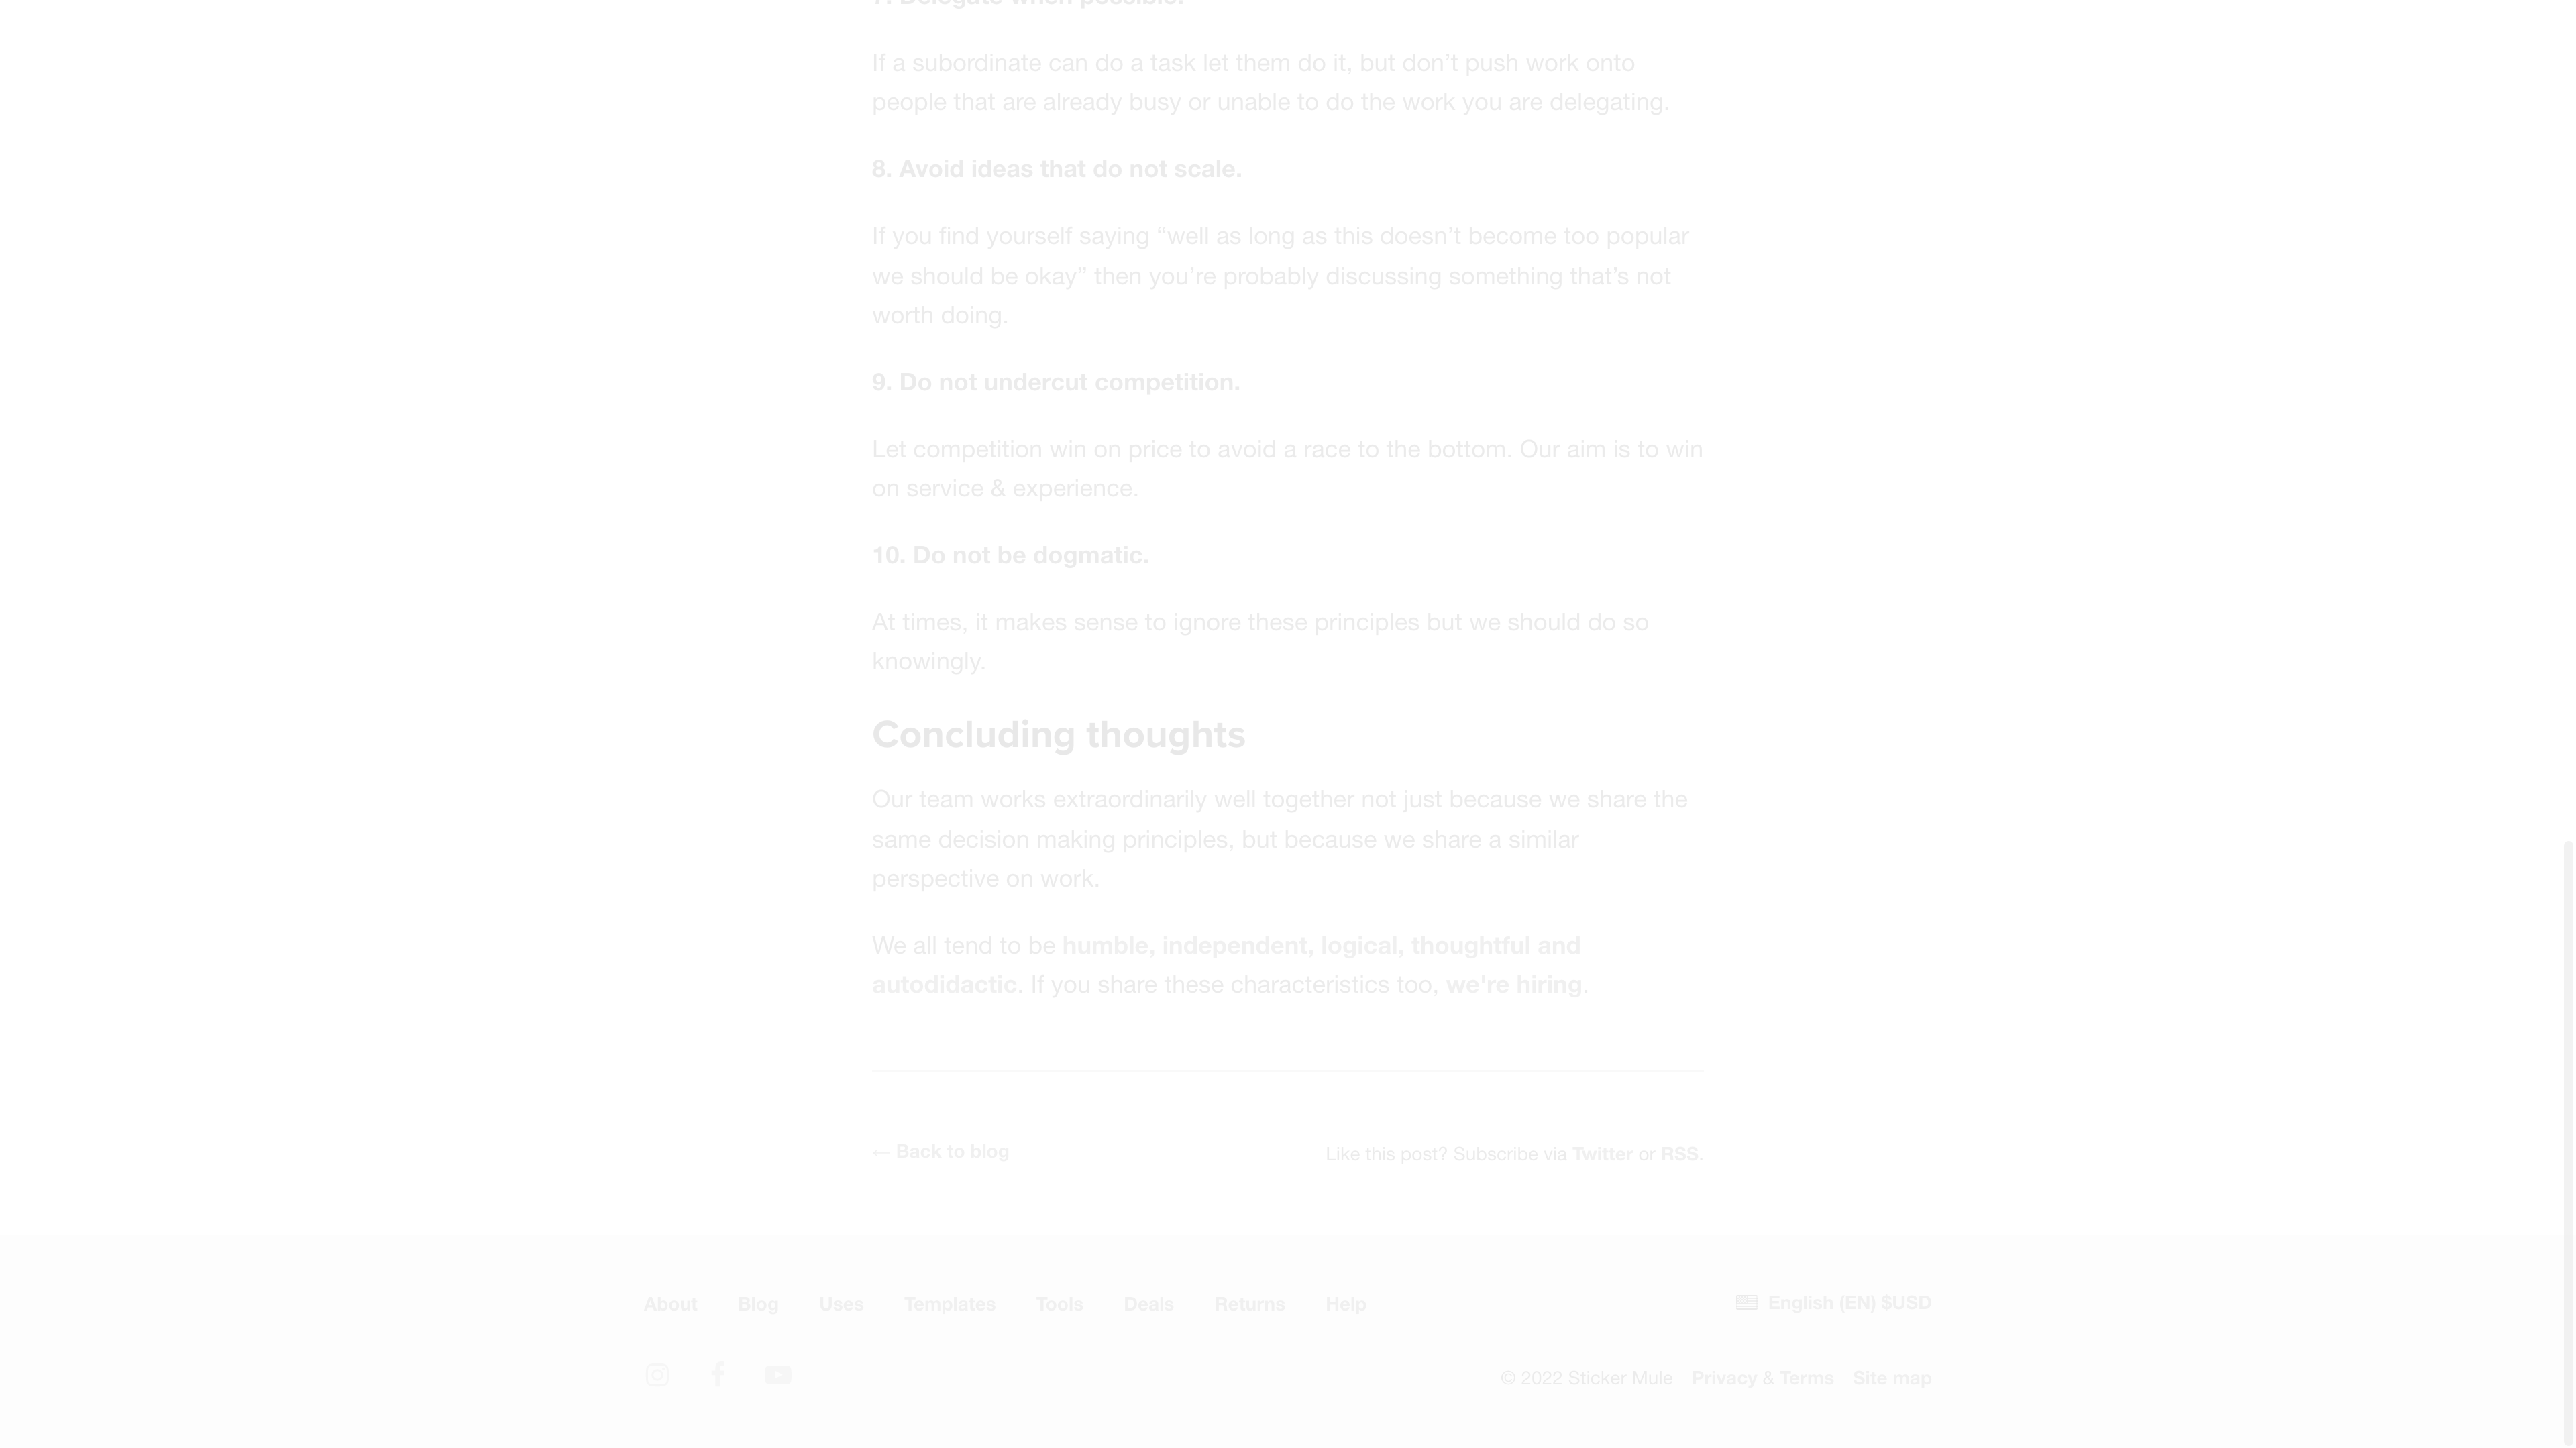 7. Delegate when possible.
If a subordinate can do a task let them do it, but don’t push work onto
people that are already busy or unable to do the work you are delegating.
8. Avoid ideas that do not scale.
If you find yourself saying “well as long as this doesn’t become too popular
we should be okay” then you’re probably discussing something that’s not
worth doing.
9. Do not undercut competition.
Let competition win on price to avoid a race to the bottom. Our aim is to win
on service & experience.
10. Do not be dogmatic.
At times, it makes sense to ignore these principles but we should do so
knowingly.
Concluding thoughts
Our team works extraordinarily well together not just because we share the
same decision making principles, but because we share a similar
perspective on work.
We all tend to be humble, independent, logical, thoughtful and
autodidactic. If you share these characteristics too, we're hiring.
← Back to blog
Like this post? Subscribe via Twitter or RSS.
About Blog Uses Templates Tools Deals Returns Help
English (EN) $USD
© 2022 Sticker Mule Privacy & Terms Site map